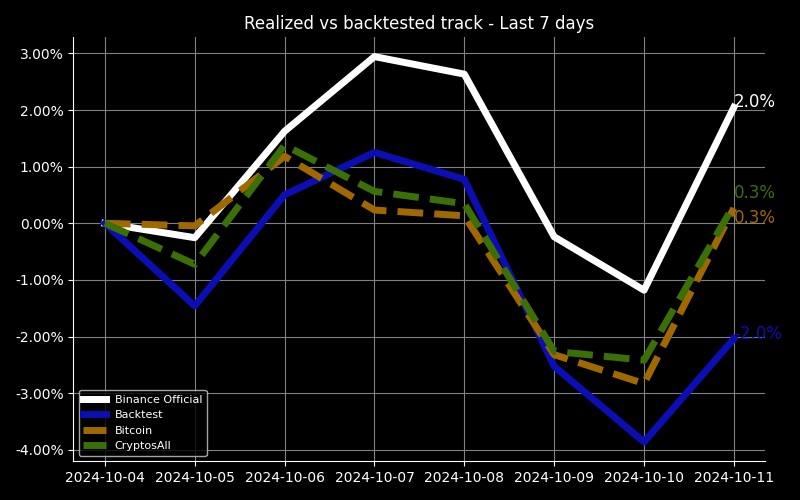 Realized vs backtested track - Last 7 days
3.00%
2.00%
1.00%
0.00%
-1.00%
-2.00%
-3.00%
-4.00%
2.0%
0.3%
0.3%
-2.0%
Binance Official
Backtest
Bitcoin
CryptosAll
2024-10-04 2024-10-05 2024-10-06 2024-10-07 2024-10-08 2024-10-09 2024-10-10 2024-10-11